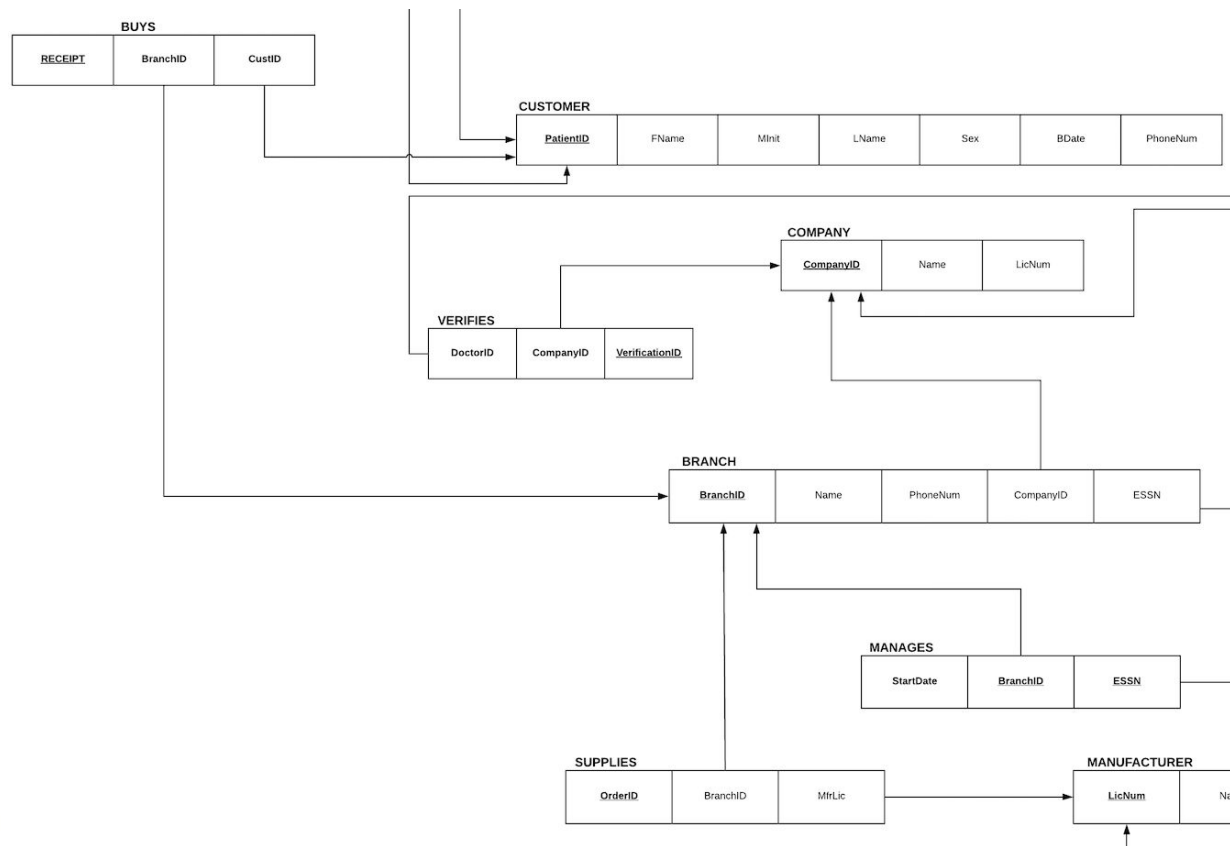 BUYS
RECEIPT BranchID CustID
CUSTOMER
PatientID FName MInit LName Sex BDate PhoneNum
COMPANY
CompanyID Name LicNum
VERIFIES
DoctorID CompanyID VerificationID
BRANCH
BranchID Name PhoneNum CompanyID ESSN
MANAGES
StartDate BranchID ESSN
SUPPLIES MANUFACTURER
OrderID BranchID MfrLic LicNum